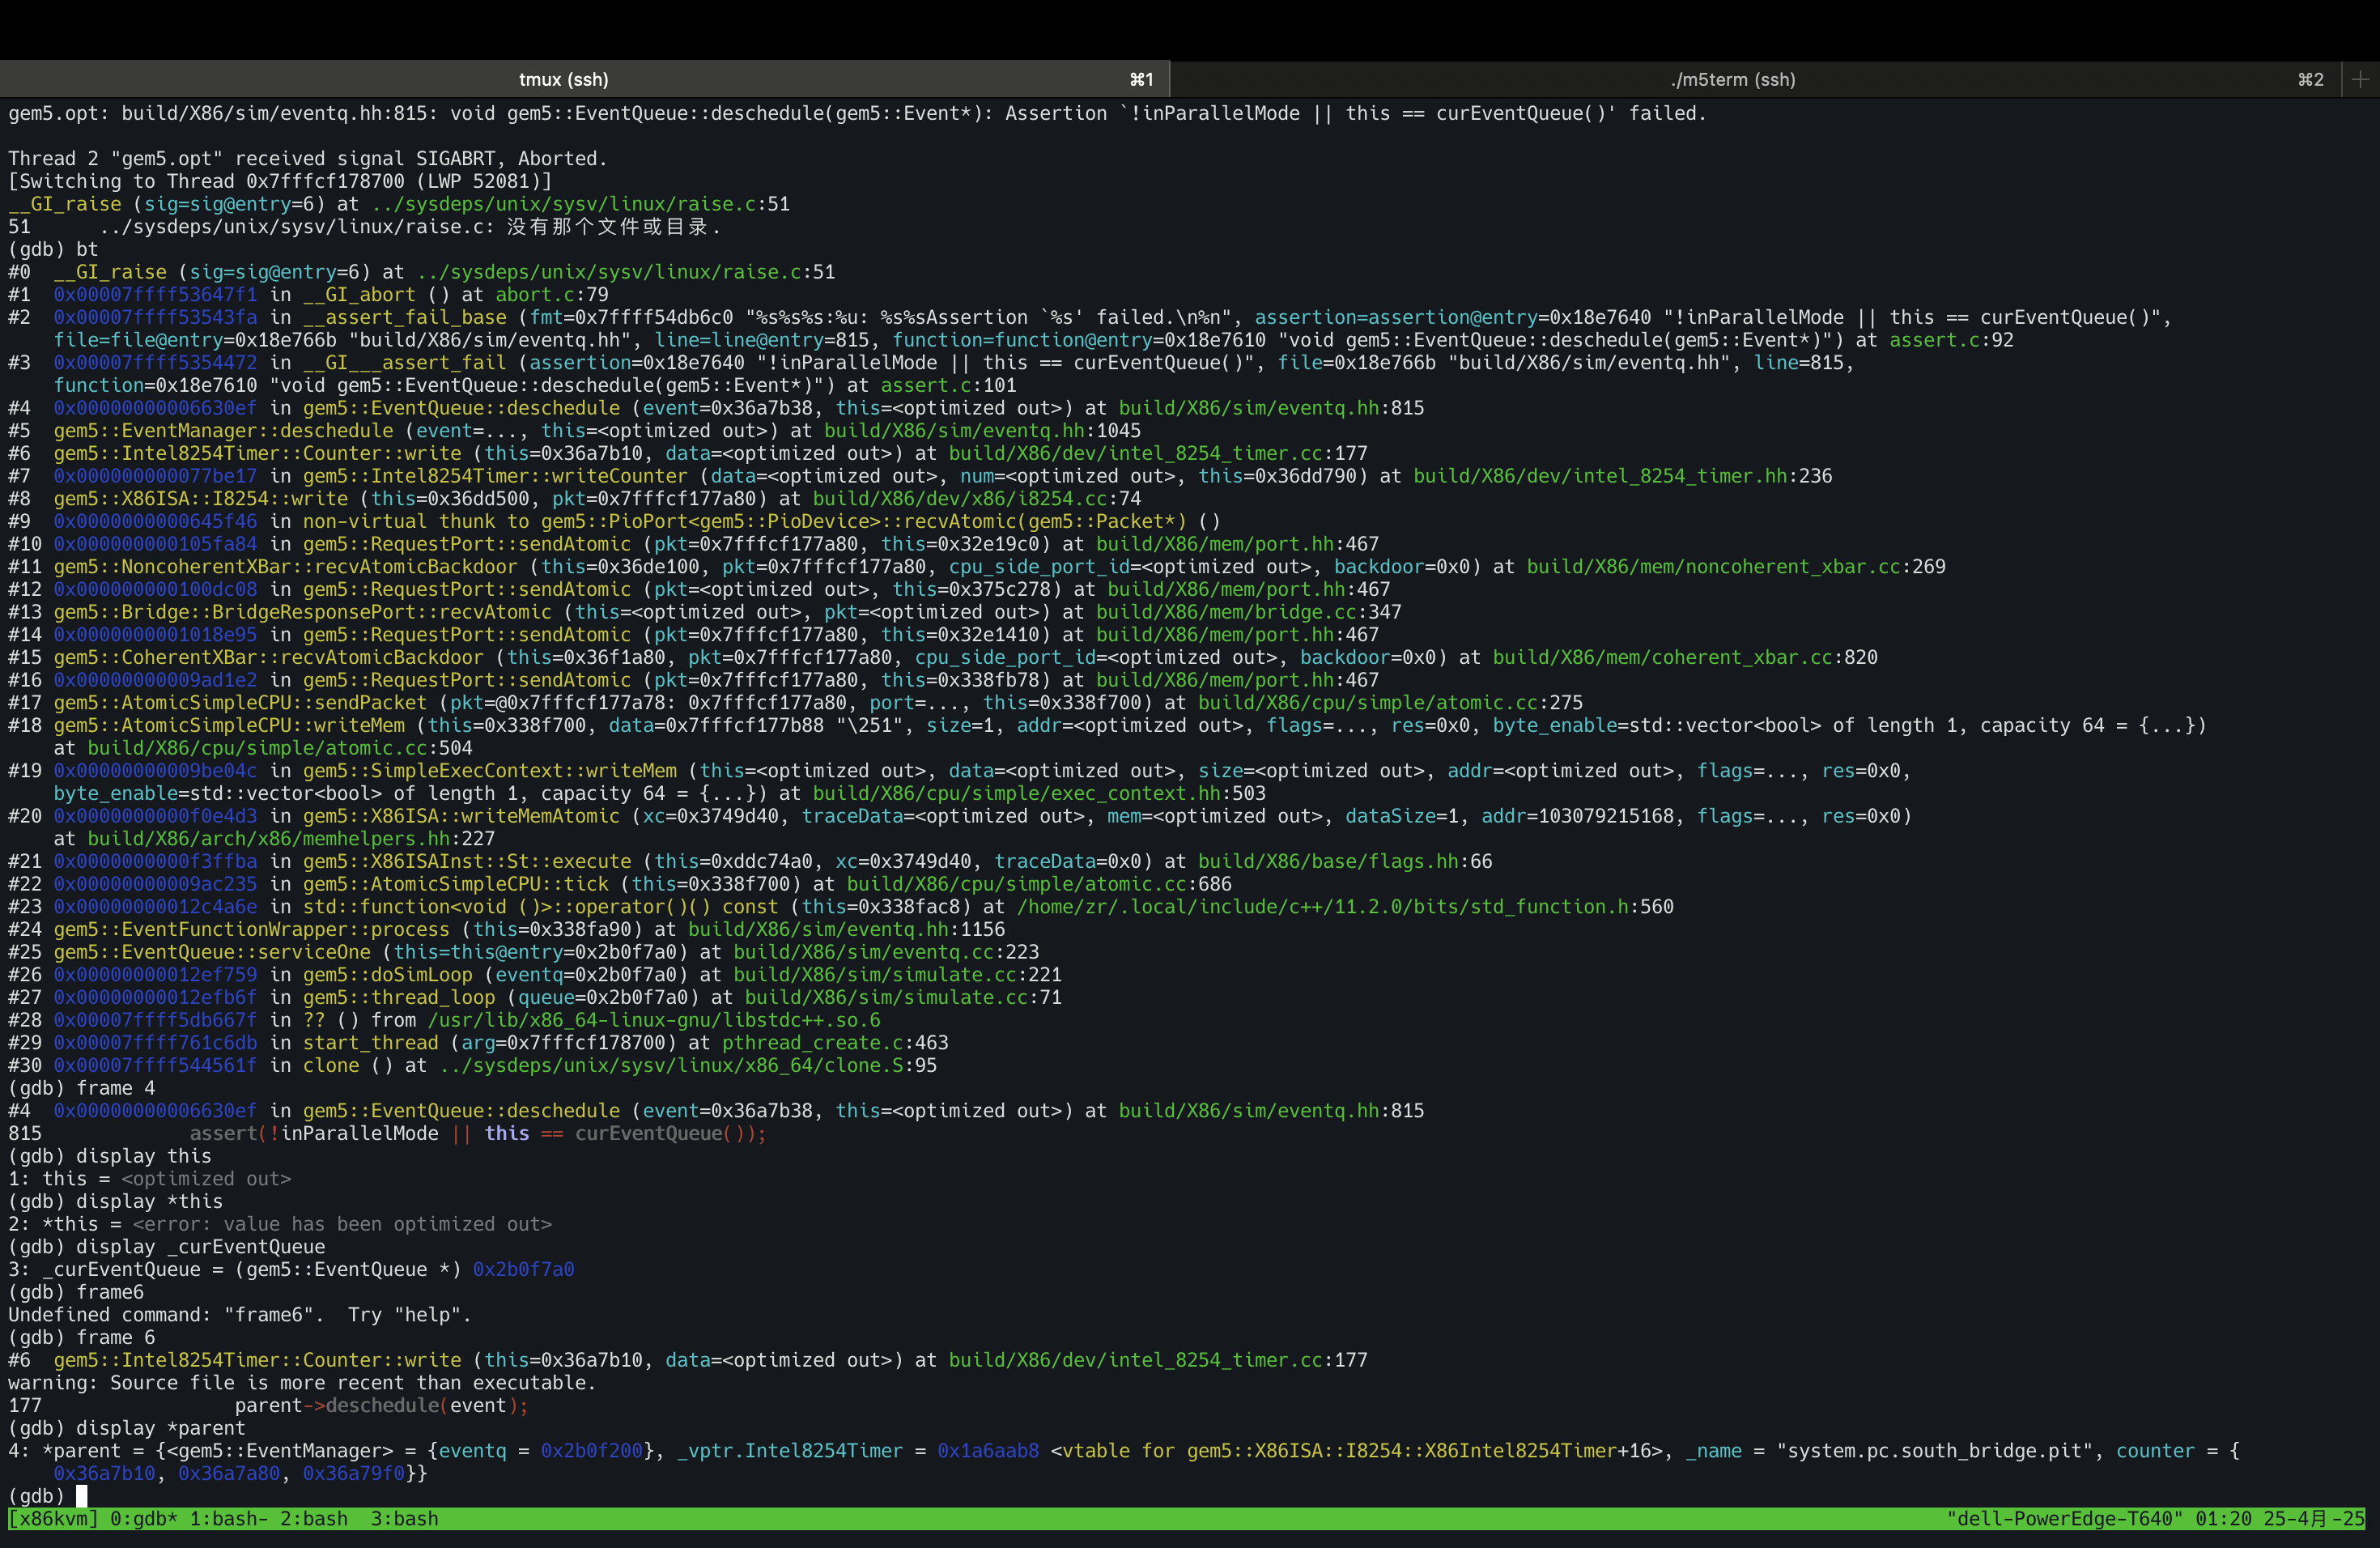 tmux (ssh) ⌘1 ./m5term (ssh) ⌘2 +
gem5.opt: build/X86/sim/eventq.hh:815: void gem5::EventQueue::deschedule(gem5::Event*): Assertion `!inParallelMode || this == curEventQueue()' failed.
Thread 2 "gem5.opt" received signal SIGABRT, Aborted.
[Switching to Thread 0x7fffcf178700 (LWP 52081)]
__GI_raise (sig=sig@entry=6) at ../sysdeps/unix/sysv/linux/raise.c:51
51      ../sysdeps/unix/sysv/linux/raise.c: 没有那个文件或目录.
(gdb) bt
#0  __GI_raise (sig=sig@entry=6) at ../sysdeps/unix/sysv/linux/raise.c:51
#1  0x00007ffff53647f1 in __GI_abort () at abort.c:79
#2  0x00007ffff53543fa in __assert_fail_base (fmt=0x7ffff54db6c0 "%s%s%s:%u: %s%sAssertion `%s' failed.\n%n", assertion=assertion@entry=0x18e7640 "!inParallelMode || this == curEventQueue()",
    file=file@entry=0x18e766b "build/X86/sim/eventq.hh", line=line@entry=815, function=function@entry=0x18e7610 "void gem5::EventQueue::deschedule(gem5::Event*)") at assert.c:92
#3  0x00007ffff5354472 in __GI___assert_fail (assertion=0x18e7640 "!inParallelMode || this == curEventQueue()", file=0x18e766b "build/X86/sim/eventq.hh", line=815,
    function=0x18e7610 "void gem5::EventQueue::deschedule(gem5::Event*)") at assert.c:101
#4  0x00000000006630ef in gem5::EventQueue::deschedule (event=0x36a7b38, this=<optimized out>) at build/X86/sim/eventq.hh:815
#5  gem5::EventManager::deschedule (event=..., this=<optimized out>) at build/X86/sim/eventq.hh:1045
#6  gem5::Intel8254Timer::Counter::write (this=0x36a7b10, data=<optimized out>) at build/X86/dev/intel_8254_timer.cc:177
#7  0x000000000077be17 in gem5::Intel8254Timer::writeCounter (data=<optimized out>, num=<optimized out>, this=0x36dd790) at build/X86/dev/intel_8254_timer.hh:236
#8  gem5::X86ISA::I8254::write (this=0x36dd500, pkt=0x7fffcf177a80) at build/X86/dev/x86/i8254.cc:74
#9  0x0000000000645f46 in non-virtual thunk to gem5::PioPort<gem5::PioDevice>::recvAtomic(gem5::Packet*) ()
#10 0x000000000105fa84 in gem5::RequestPort::sendAtomic (pkt=0x7fffcf177a80, this=0x32e19c0) at build/X86/mem/port.hh:467
#11 gem5::NoncoherentXBar::recvAtomicBackdoor (this=0x36de100, pkt=0x7fffcf177a80, cpu_side_port_id=<optimized out>, backdoor=0x0) at build/X86/mem/noncoherent_xbar.cc:269
#12 0x000000000100dc08 in gem5::RequestPort::sendAtomic (pkt=<optimized out>, this=0x375c278) at build/X86/mem/port.hh:467
#13 gem5::Bridge::BridgeResponsePort::recvAtomic (this=<optimized out>, pkt=<optimized out>) at build/X86/mem/bridge.cc:347
#14 0x0000000001018e95 in gem5::RequestPort::sendAtomic (pkt=0x7fffcf177a80, this=0x32e1410) at build/X86/mem/port.hh:467
#15 gem5::CoherentXBar::recvAtomicBackdoor (this=0x36f1a80, pkt=0x7fffcf177a80, cpu_side_port_id=<optimized out>, backdoor=0x0) at build/X86/mem/coherent_xbar.cc:820
#16 0x00000000009ad1e2 in gem5::RequestPort::sendAtomic (pkt=0x7fffcf177a80, this=0x338fb78) at build/X86/mem/port.hh:467
#17 gem5::AtomicSimpleCPU::sendPacket (pkt=@0x7fffcf177a78: 0x7fffcf177a80, port=..., this=0x338f700) at build/X86/cpu/simple/atomic.cc:275
#18 gem5::AtomicSimpleCPU::writeMem (this=0x338f700, data=0x7fffcf177b88 "\251", size=1, addr=<optimized out>, flags=..., res=0x0, byte_enable=std::vector<bool> of length 1, capacity 64 = {...})
    at build/X86/cpu/simple/atomic.cc:504
#19 0x00000000009be04c in gem5::SimpleExecContext::writeMem (this=<optimized out>, data=<optimized out>, size=<optimized out>, addr=<optimized out>, flags=..., res=0x0,
    byte_enable=std::vector<bool> of length 1, capacity 64 = {...}) at build/X86/cpu/simple/exec_context.hh:503
#20 0x0000000000f0e4d3 in gem5::X86ISA::writeMemAtomic (xc=0x3749d40, traceData=<optimized out>, mem=<optimized out>, dataSize=1, addr=103079215168, flags=..., res=0x0)
    at build/X86/arch/x86/memhelpers.hh:227
#21 0x0000000000f3ffba in gem5::X86ISAInst::St::execute (this=0xddc74a0, xc=0x3749d40, traceData=0x0) at build/X86/base/flags.hh:66
#22 0x00000000009ac235 in gem5::AtomicSimpleCPU::tick (this=0x338f700) at build/X86/cpu/simple/atomic.cc:686
#23 0x00000000012c4a6e in std::function<void ()>::operator()() const (this=0x338fac8) at /home/zr/.local/include/c++/11.2.0/bits/std_function.h:560
#24 gem5::EventFunctionWrapper::process (this=0x338fa90) at build/X86/sim/eventq.hh:1156
#25 gem5::EventQueue::serviceOne (this=this@entry=0x2b0f7a0) at build/X86/sim/eventq.cc:223
#26 0x00000000012ef759 in gem5::doSimLoop (eventq=0x2b0f7a0) at build/X86/sim/simulate.cc:221
#27 0x00000000012efb6f in gem5::thread_loop (queue=0x2b0f7a0) at build/X86/sim/simulate.cc:71
#28 0x00007ffff5db667f in ?? () from /usr/lib/x86_64-linux-gnu/libstdc++.so.6
#29 0x00007ffff761c6db in start_thread (arg=0x7fffcf178700) at pthread_create.c:463
#30 0x00007ffff544561f in clone () at ../sysdeps/unix/sysv/linux/x86_64/clone.S:95
(gdb) frame 4
#4  0x00000000006630ef in gem5::EventQueue::deschedule (event=0x36a7b38, this=<optimized out>) at build/X86/sim/eventq.hh:815
815             assert(!inParallelMode || this == curEventQueue());
(gdb) display this
1: this = <optimized out>
(gdb) display *this
2: *this = <error: value has been optimized out>
(gdb) display _curEventQueue
3: _curEventQueue = (gem5::EventQueue *) 0x2b0f7a0
(gdb) frame6
Undefined command: "frame6".  Try "help".
(gdb) frame 6
#6  gem5::Intel8254Timer::Counter::write (this=0x36a7b10, data=<optimized out>) at build/X86/dev/intel_8254_timer.cc:177
warning: Source file is more recent than executable.
177                 parent->deschedule(event);
(gdb) display *parent
4: *parent = {<gem5::EventManager> = {eventq = 0x2b0f200}, _vptr.Intel8254Timer = 0x1a6aab8 <vtable for gem5::X86ISA::I8254::X86Intel8254Timer+16>, _name = "system.pc.south_bridge.pit", counter = {
    0x36a7b10, 0x36a7a80, 0x36a79f0}}
(gdb)
[x86kvm] 0:gdb* 1:bash- 2:bash  3:bash "dell-PowerEdge-T640" 01:20 25-4月-25